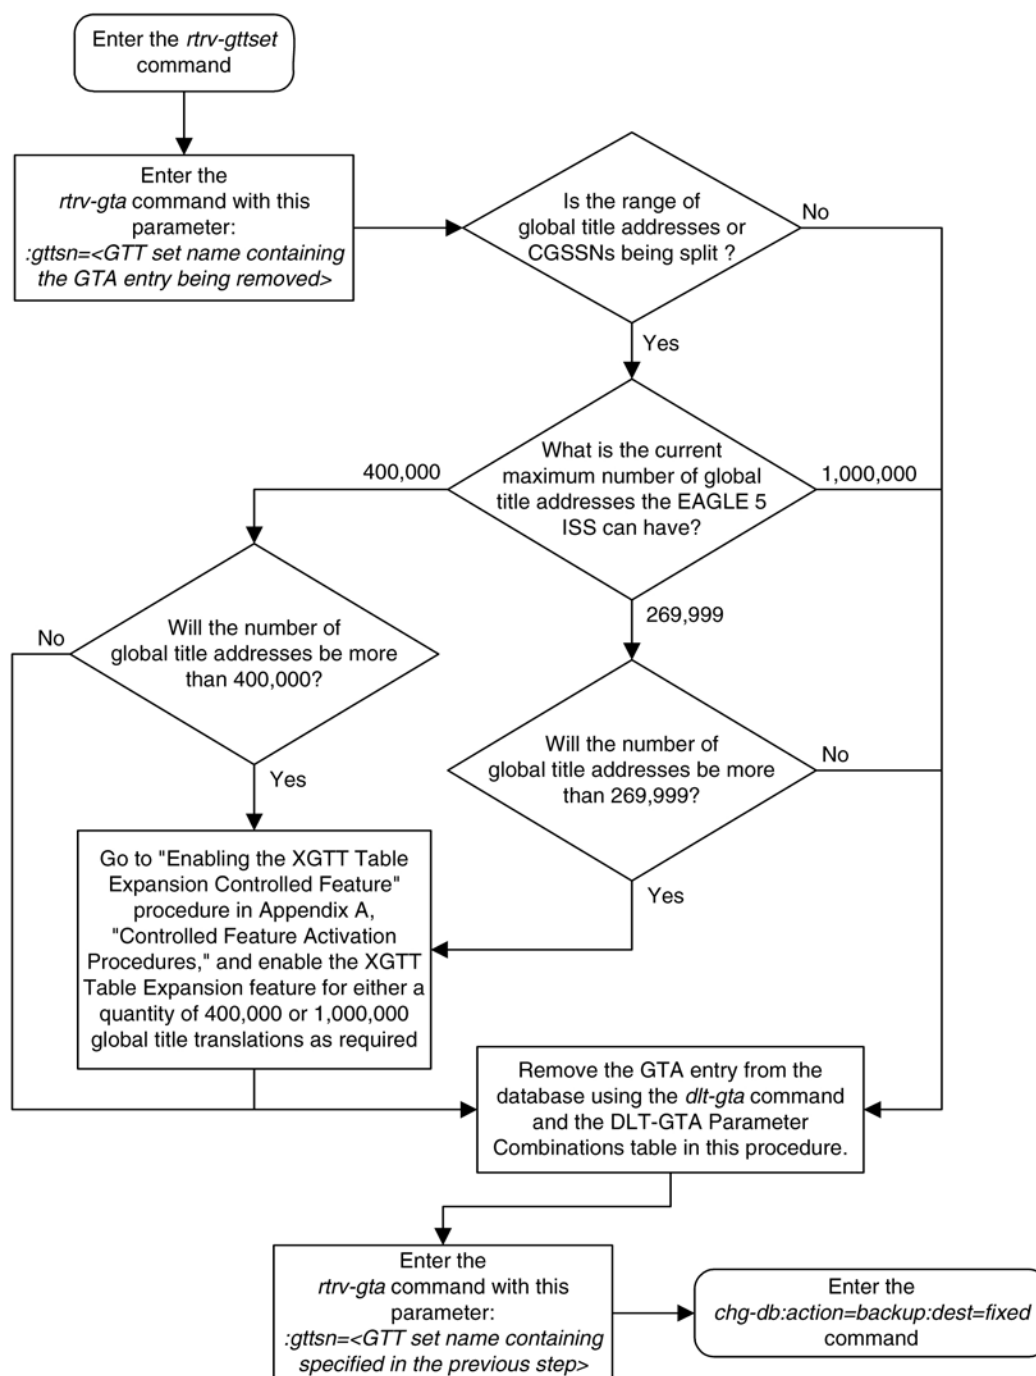 Enter the rtrv-gttset
command
Enter the
rtrv-gta command with this
parameter:
:gttsn=<GTT set name containing
the GTA entry being removed>
Is the range of
global title addresses or
CGSSNs being split ?
No
Yes
What is the current
maximum number of global
title addresses the EAGLE 5
ISS can have?
400,000
1,000,000
269,999
Will the number of
global title addresses be more
than 400,000?
No
Yes
Will the number of
global title addresses be more
than 269,999?
No
Yes
Go to "Enabling the XGTT Table
Expansion Controlled Feature"
procedure in Appendix A,
"Controlled Feature Activation
Procedures," and enable the XGTT
Table Expansion feature for either a
quantity of 400,000 or 1,000,000
global title translations as required
Remove the GTA entry from the
database using the dlt-gta command
and the DLT-GTA Parameter
Combinations table in this procedure.
Enter the
rtrv-gta command with this
parameter:
:gttsn=<GTT set name containing
specified in the previous step>
Enter the
chg-db:action=backup:dest=fixed
command